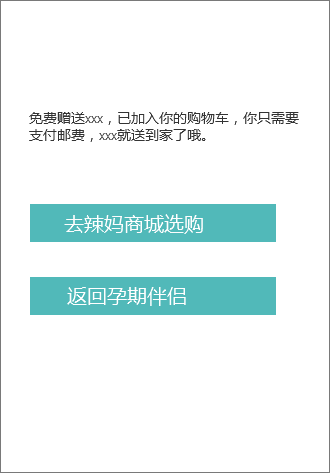 免费赠送xxx，已加入你的购物车，你只需要
支付邮费，xxx就送到家了哦。
去辣妈商城选购
返回孕期伴侣